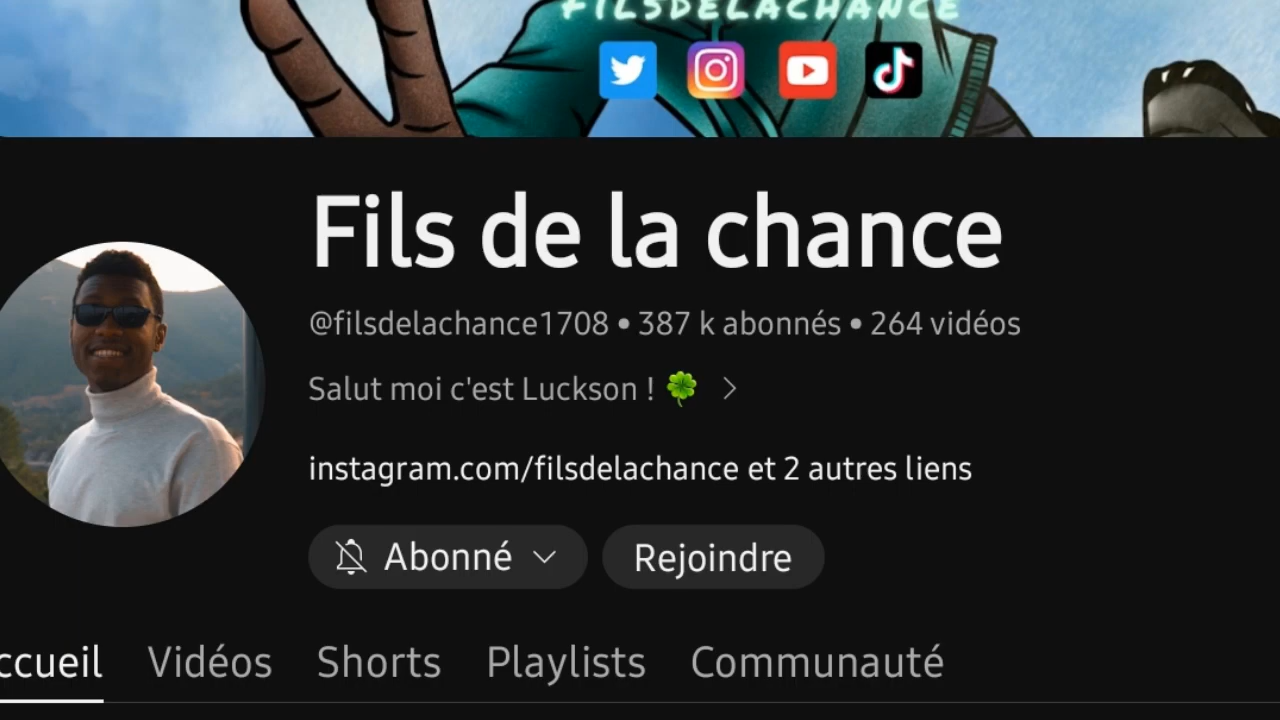 FILSDELACHANCE
Fils de la chance
@filsdelachance1708 • 387 k abonnés • 264 vidéos
Salut moi c'est Luckson ! 🍀 >
instagram.com/filsdelachance et 2 autres liens
Abonné Rejoindre
ccueil Vidéos Shorts Playlists Communauté